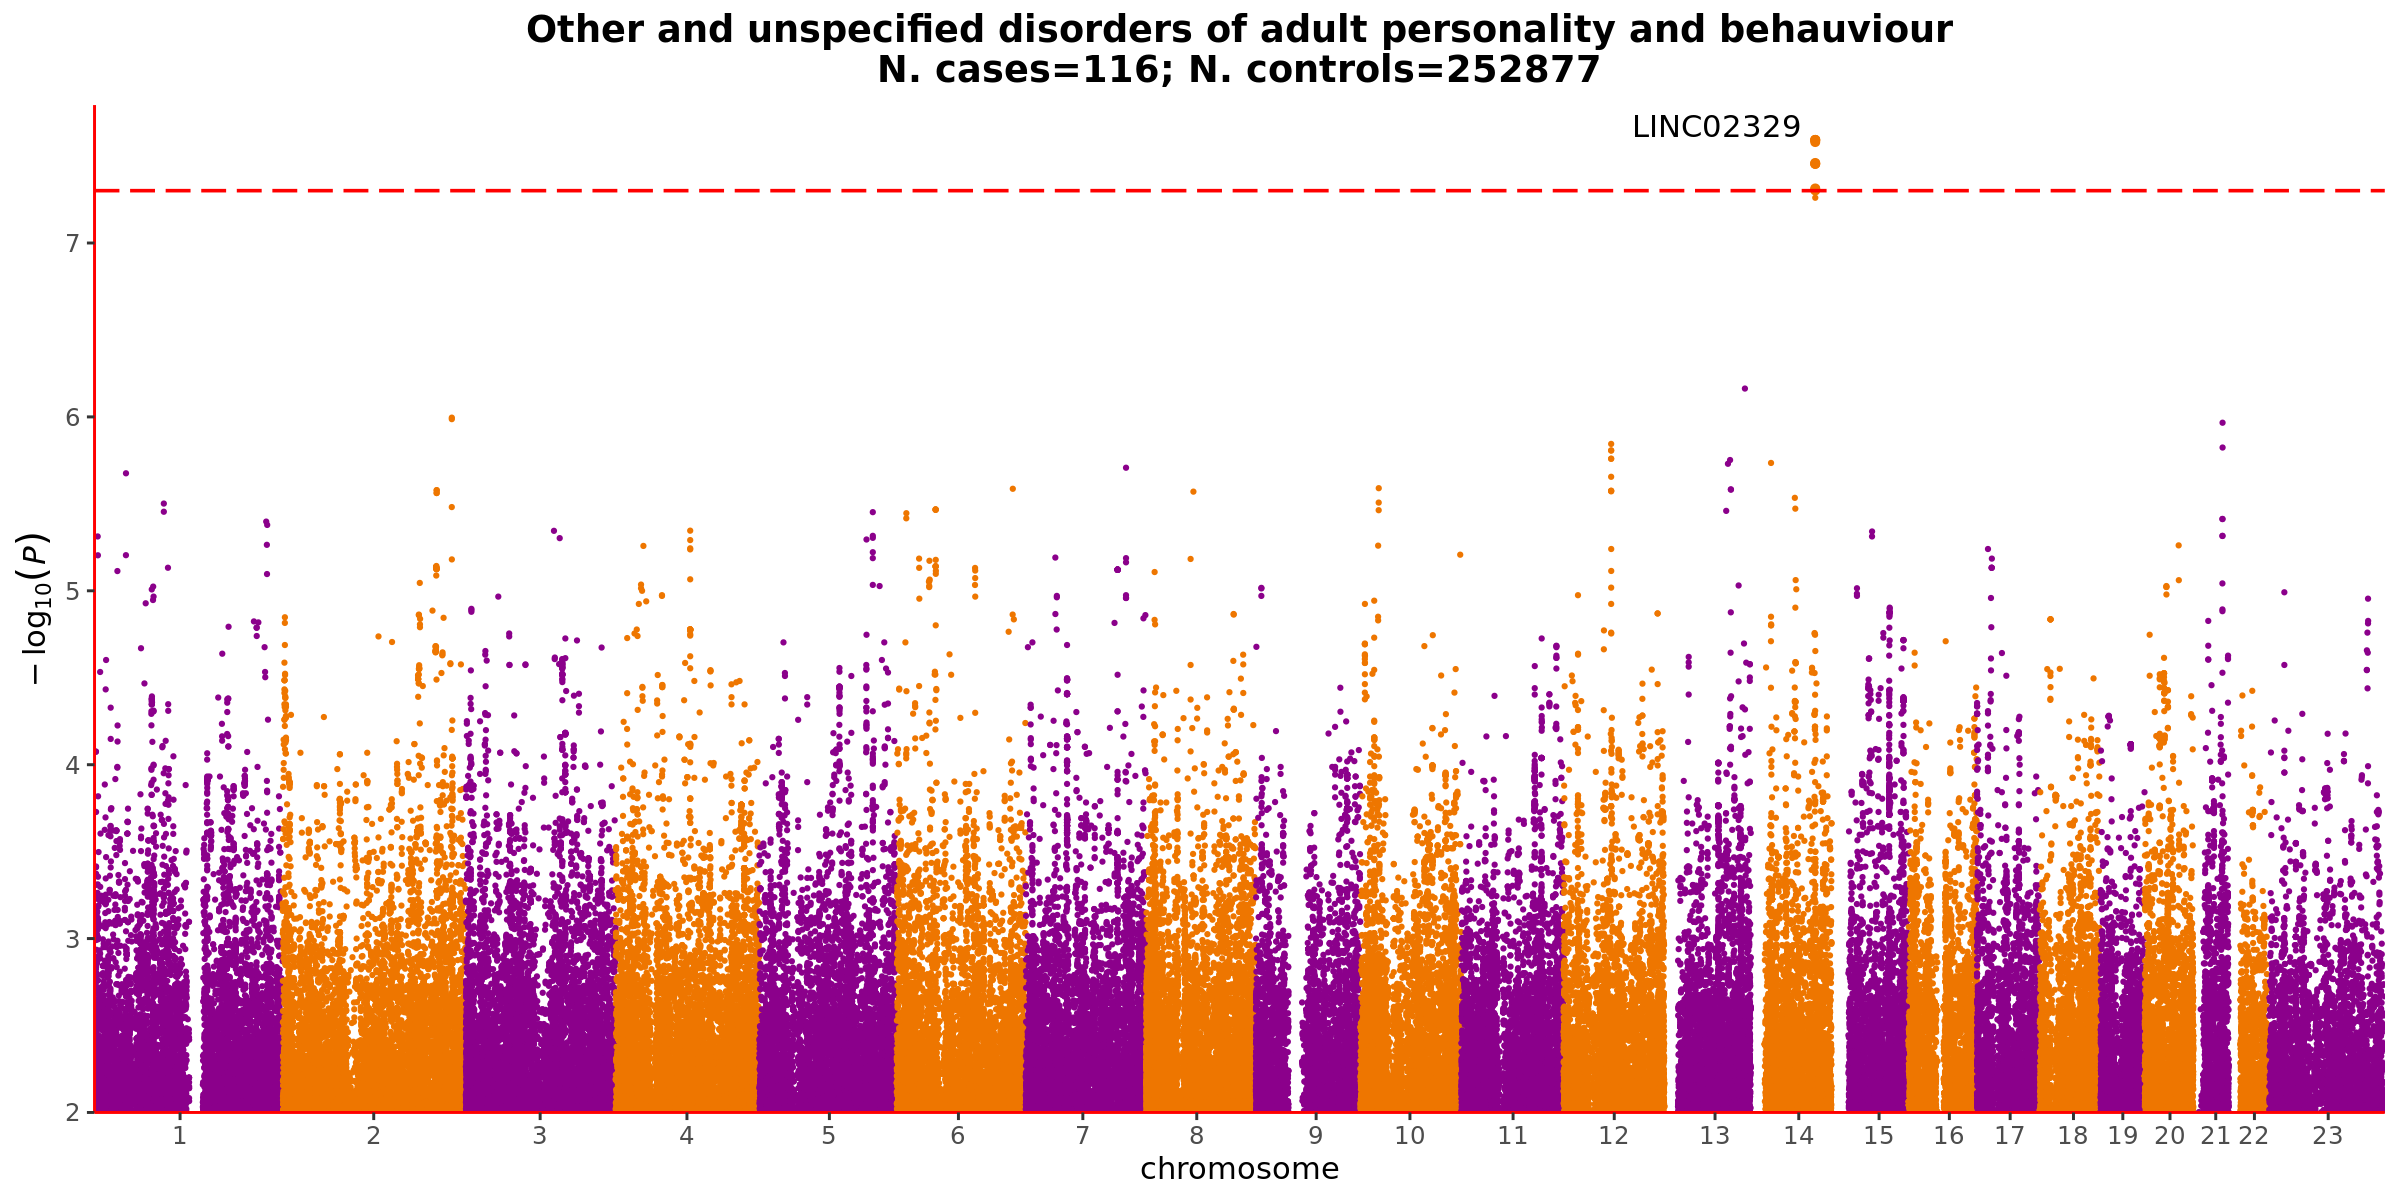 Other and unspecified disorders of adult personality and behauviour
N. cases=116; N. controls=252877
LINC02329
7
6
5
4
3
2
− log10(P)
1 2 3 4 5 6 7 8 9 10 11 12 13 14 15 16 17 18 19 20 21 22 23
chromosome